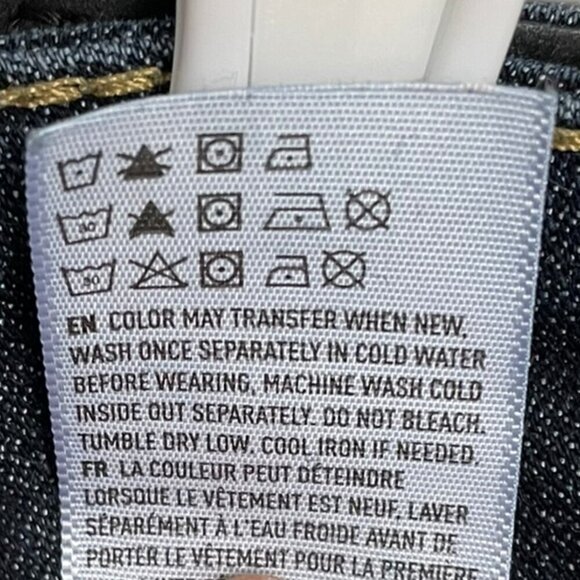 30
30
EN COLOR MAY TRANSFER WHEN NEW,
WASH ONCE SEPARATELY IN COLD WATER
BEFORE WEARING, MACHINE WASH COLD
INSIDE OUT SEPARATELY. DO NOT BLEACH.
TUMBLE DRY LOW. COOL IRON IF NEEDED.
FR LA COULEUR PEUT DÉTEINDRE
LORSQUE LE VÊTEMENT EST NEUF, LAVER
SÉPARÉMENT À L'EAU FROIDE AVANT DE
PORTER LE VÊTEMENT POUR LA PREMIÈRE